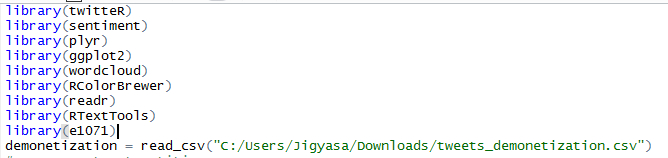 library(twitteR)
library(sentiment)
library(plyr)
library(ggplot2)
library(wordcloud)
library(RColorBrewer)
library(readr)
library(RTextTools)
library(e1071)
demonetization = read_csv("C:/Users/Jigyasa/Downloads/tweets_demonetization.csv")